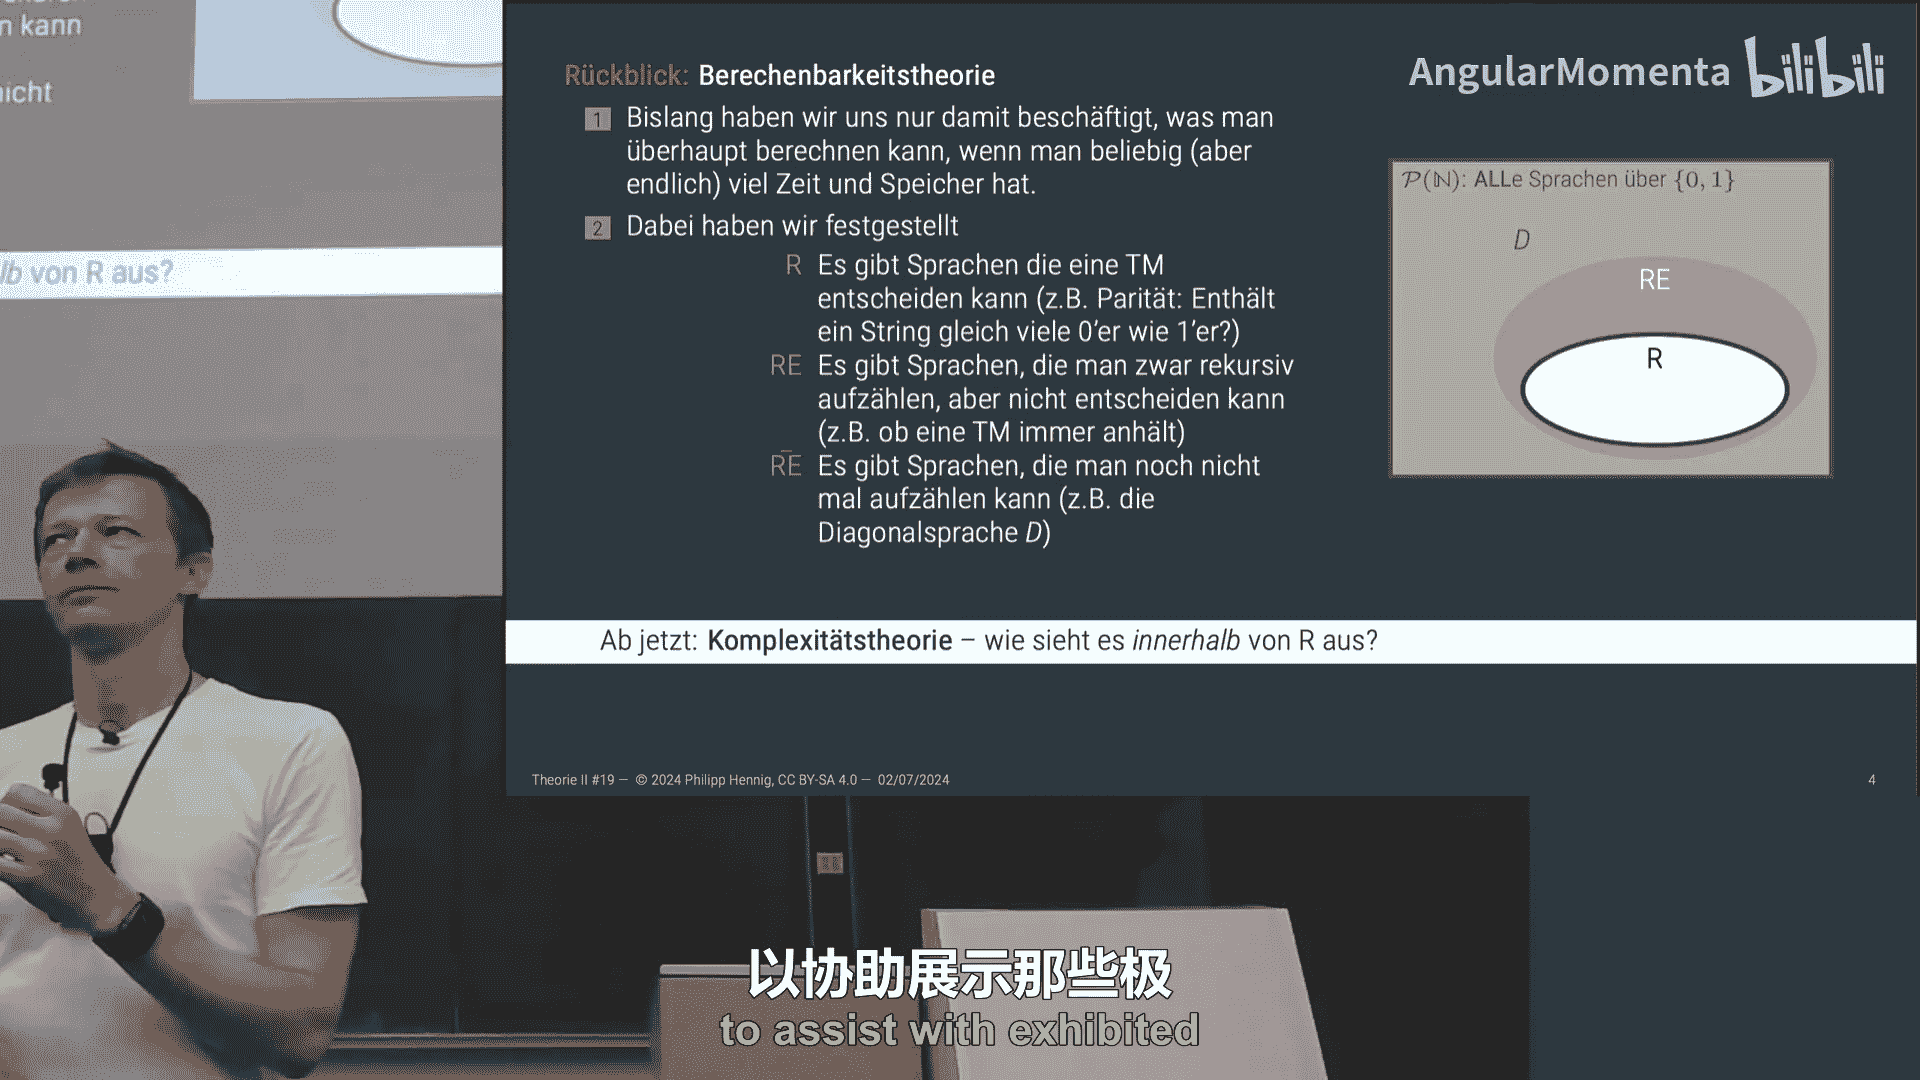 n kann
nicht
lb von R aus?
Rückblick: Berechenbarkeitstheorie
AngularMomenta bilibili
1 Bislang haben wir uns nur damit beschäftigt, was man
überhaupt berechnen kann, wenn man beliebig (aber
endlich) viel Zeit und Speicher hat.
2 Dabei haben wir festgestellt
R Es gibt Sprachen die eine TM
entscheiden kann (z.B. Parität: Enthält
ein String gleich viele 0’er wie 1’er?)
RE Es gibt Sprachen, die man zwar rekursiv
aufzählen, aber nicht entscheiden kann
(z.B. ob eine TM immer anhält)
R̄E Es gibt Sprachen, die man noch nicht
mal aufzählen kann (z.B. die
Diagonalsprache D)
𝒫(ℕ): ALLe Sprachen über {0, 1}
D
RE
R
Ab jetzt: Komplexitätstheorie – wie sieht es innerhalb von R aus?
Theorie II #19 — © 2024 Philipp Hennig, CC BY-SA 4.0 — 02/07/2024
4
以协助展示那些极
to assist with exhibited